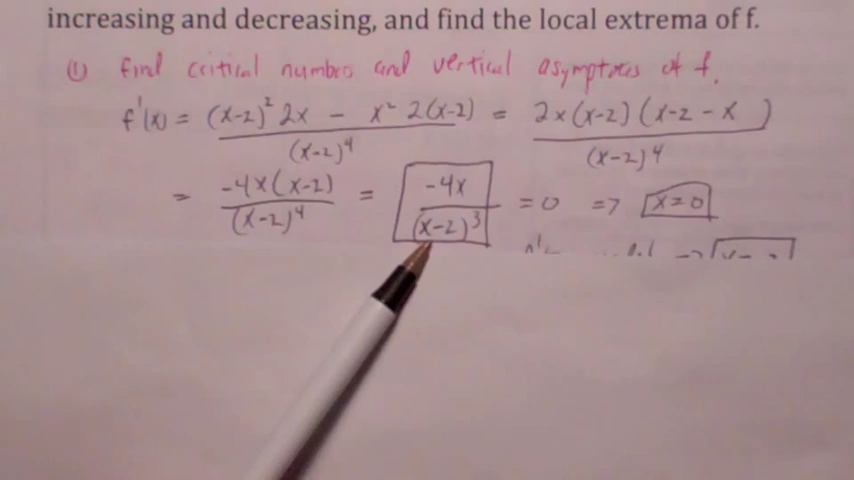 increasing and decreasing, and find the local extrema of f.
(1) find critical numbers and vertical asymptotes of f.
f'(x) = (x-2)² 2x - x² 2(x-2) / (x-2)⁴ = 2x(x-2)(x-2-x) / (x-2)⁴
= -4x(x-2) / (x-2)⁴ = -4x / (x-2)³ = 0 => x=0